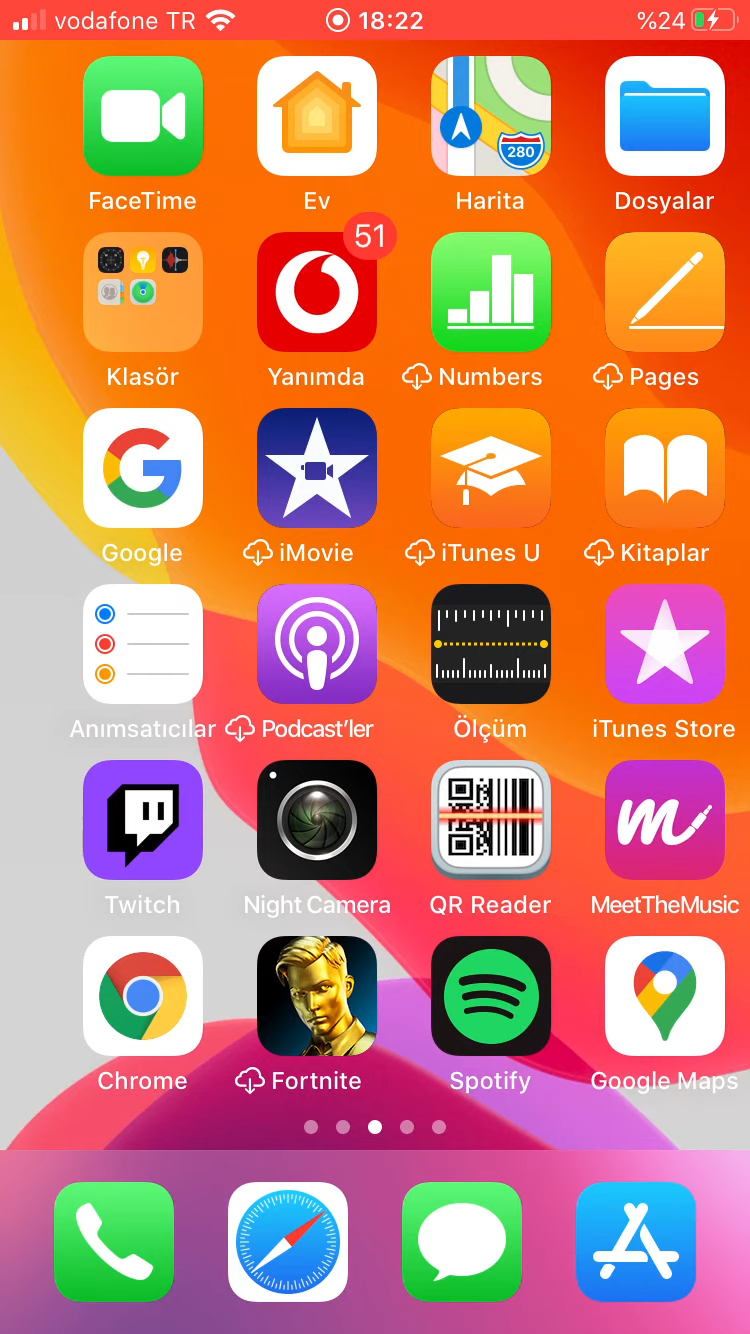 vodafone TR 18:22 %24
FaceTime Ev Harita Dosyalar
280
51
Klasör Yanımda Numbers Pages
Google iMovie iTunes U Kitaplar
Anımsatıcılar Podcast'ler Ölçüm iTunes Store
Twitch Night Camera QR Reader MeetTheMusic
Chrome Fortnite Spotify Google Maps